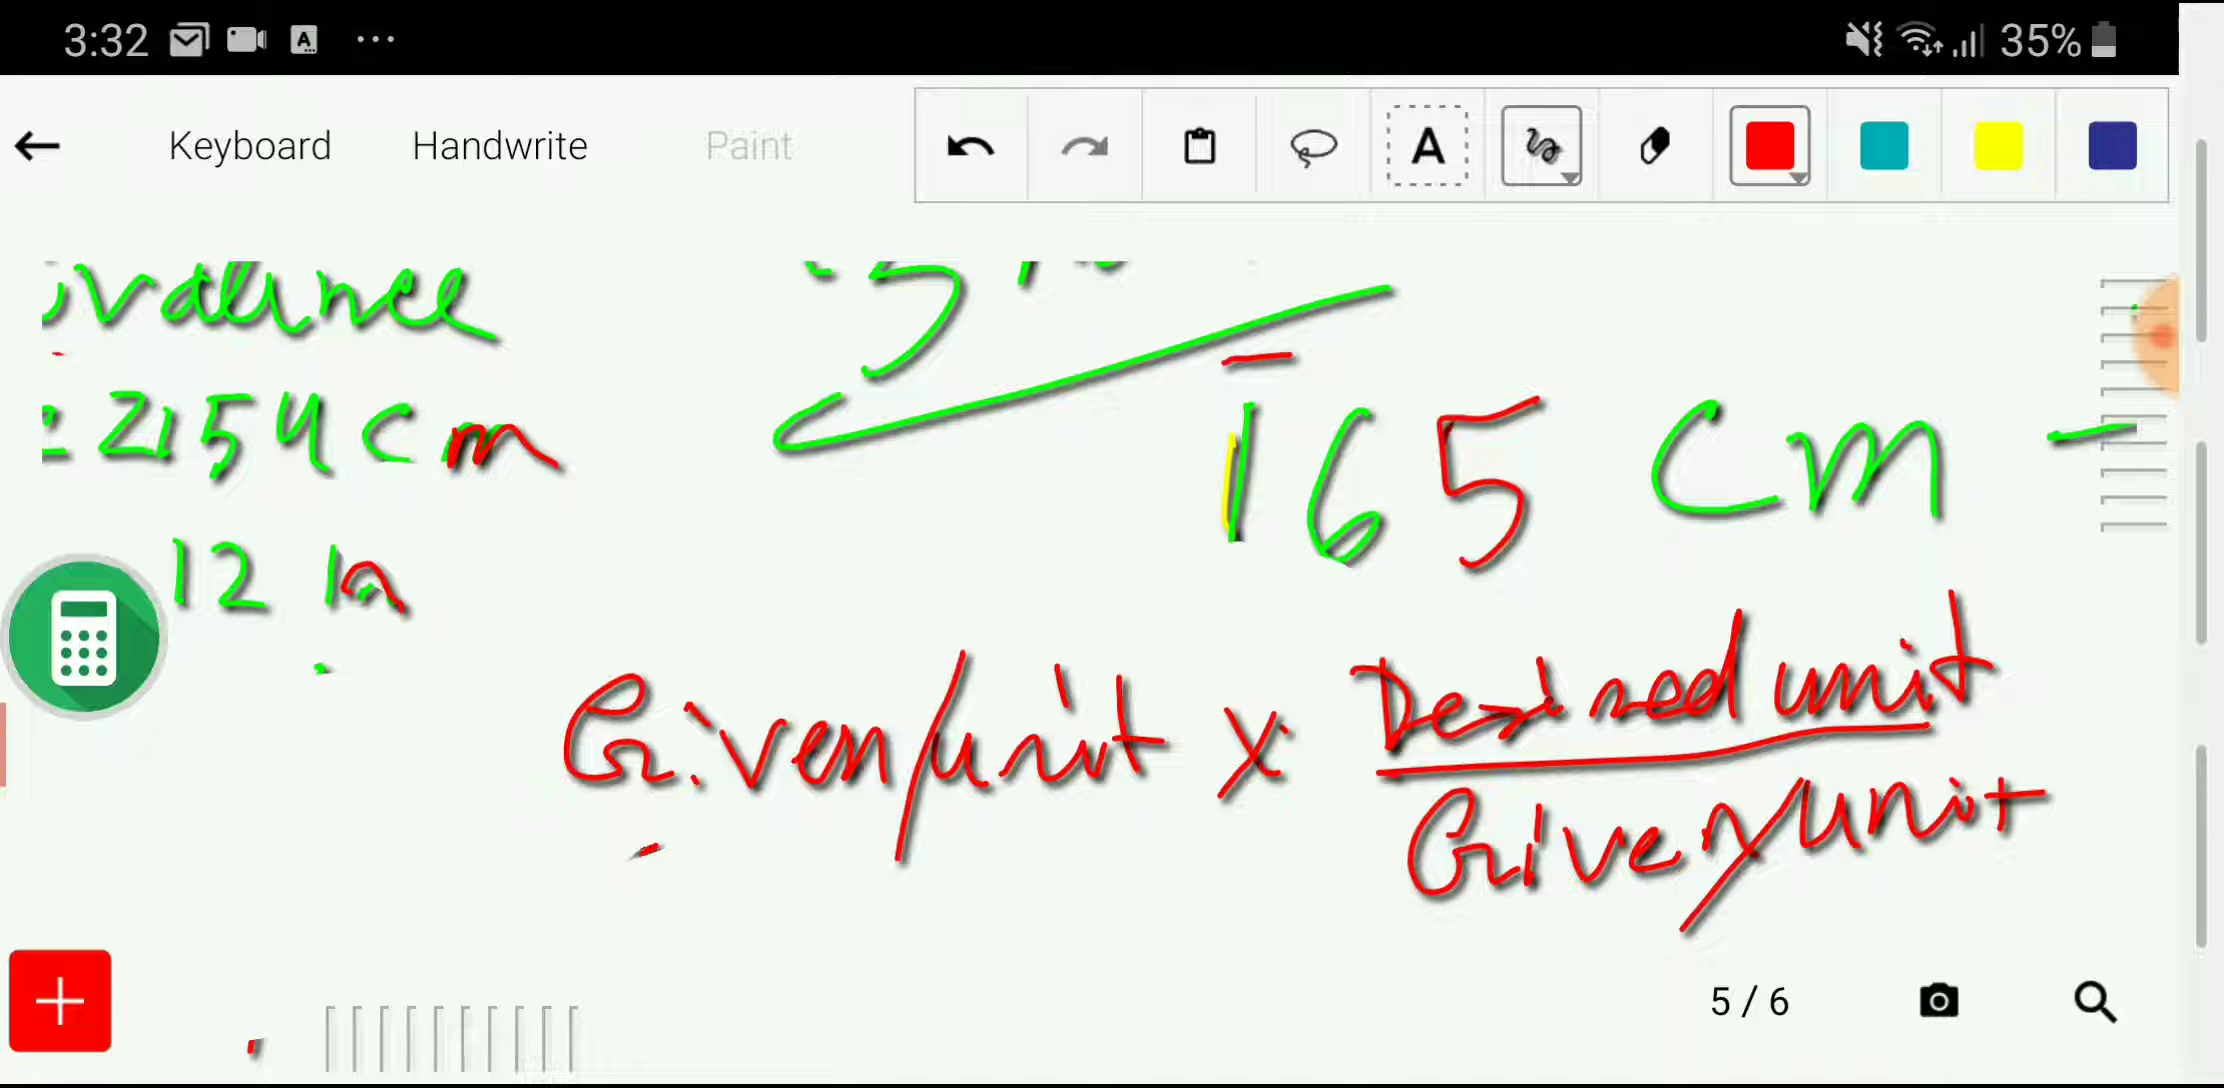 3:32 35%
Keyboard Handwrite Paint A
ivalence
= 2.54 cm
165 cm -
12 in
Given/unit x Desired unit
Given/unit
5 / 6